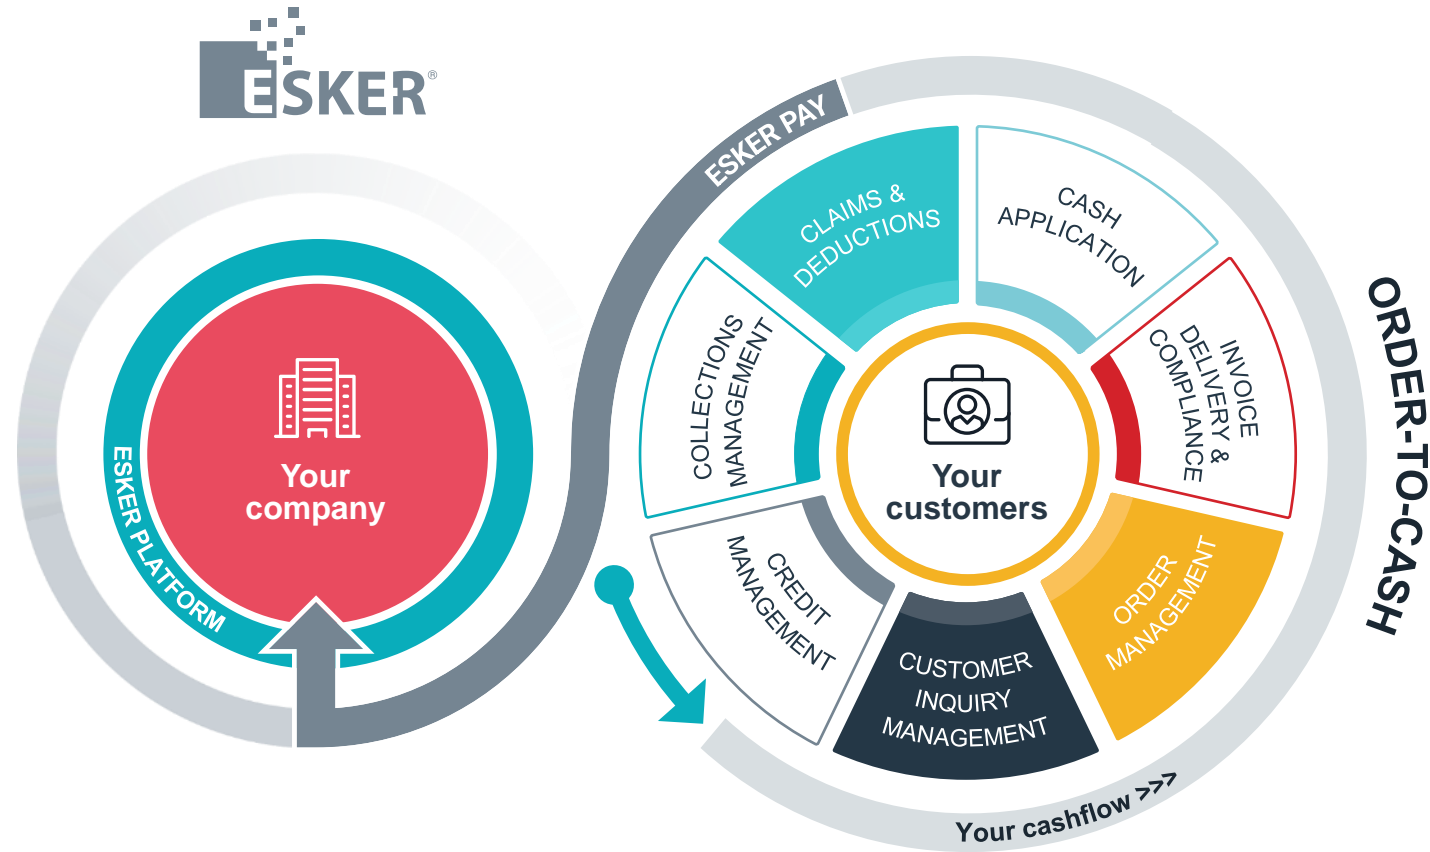 ESKER®
ESKER PLATFORM
Your
company
ESKER PAY
CLAIMS &
DEDUCTIONS
CASH
APPLICATION
INVOICE
DELIVERY &
COMPLIANCE
ORDER
MANAGEMENT
CUSTOMER
INQUIRY
MANAGEMENT
CREDIT
MANAGEMENT
COLLECTIONS
MANAGEMENT
Your
customers
Your cashflow >>>
ORDER-TO-CASH